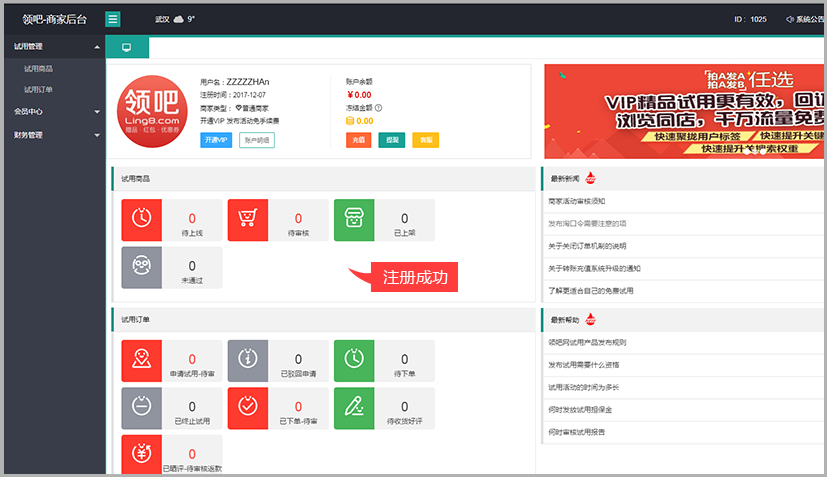 领吧-商家后台
武汉 9°
ID： 1025
系统公告
试用管理
试用商品
试用订单
会员中心
财务管理
领吧
Ling8.com
赠品·红包·优惠券
用户名：ZZZZZHAn
注册时间：2017-12-07
商家类型： 普通商家
开通VIP 发布活动免手续费
开通VIP
账户明细
账户余额
￥0.00
冻结金额
0.00
充值
提现
客服
拍A发A
拍A发B
任选
VIP精品试用更有效，回访
浏览同店，千万流量免费
快速聚拢用户标签
快速提升关键
快速提升关键搜索权重
试用商品
0
待上线
0
待审核
0
已上架
0
未通过
注册成功
试用订单
0
申请试用-待审
0
已驳回申请
0
待下单
0
已终止试用
0
已下单-待审
0
待收货好评
0
已晒评-待审核返款
最新新闻
商家活动审核须知
发布淘口令需要注意的项
关于关闭订单机制的说明
关于转账充值系统升级的通知
了解更适合自己的免费试用
最新帮助
领吧网试用产品发布规则
发布试用需要什么资格
试用活动的时间为多长
何时发放试用担保金
何时审核试用报告